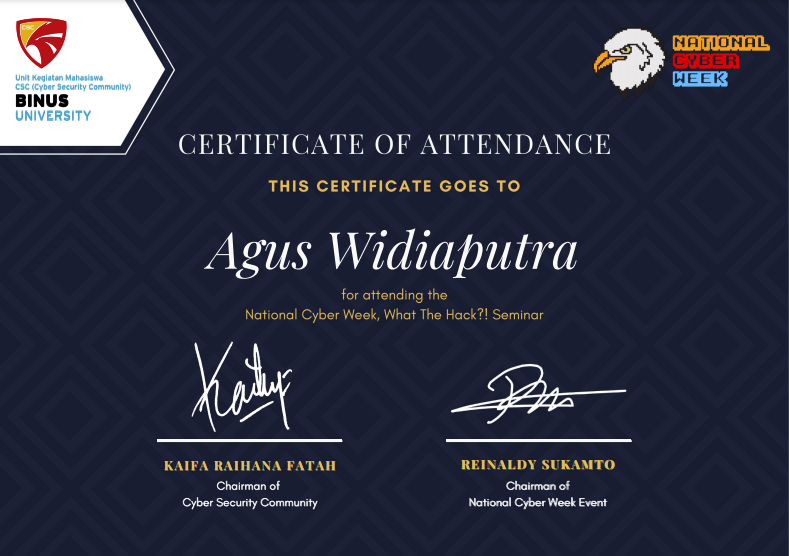 CSC
Unit Kegiatan Mahasiswa
CSC (Cyber Security Community)
BINUS
UNIVERSITY
NATIONAL
CYBER
WEEK
CERTIFICATE OF ATTENDANCE
THIS CERTIFICATE GOES TO
Agus Widiaputra
for attending the
National Cyber Week, What The Hack?! Seminar
KAIFA RAIHANA FATAH
Chairman of
Cyber Security Community
REINALDY SUKAMTO
Chairman of
National Cyber Week Event